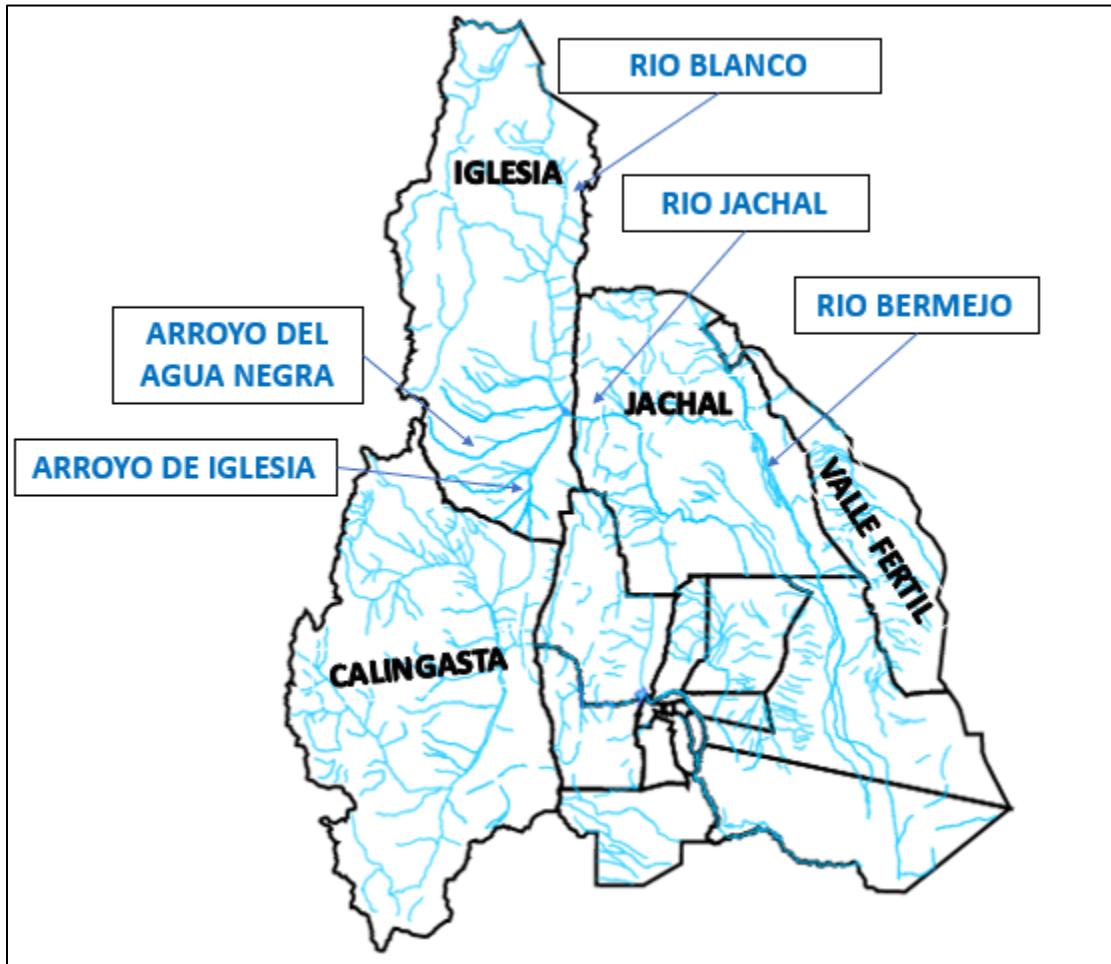 RIO BLANCO
IGLESIA
RIO JACHAL
RIO BERMEJO
ARROYO DEL
AGUA NEGRA
JACHAL
ARROYO DE IGLESIA
VALLE FERTIL
CALINGASTA